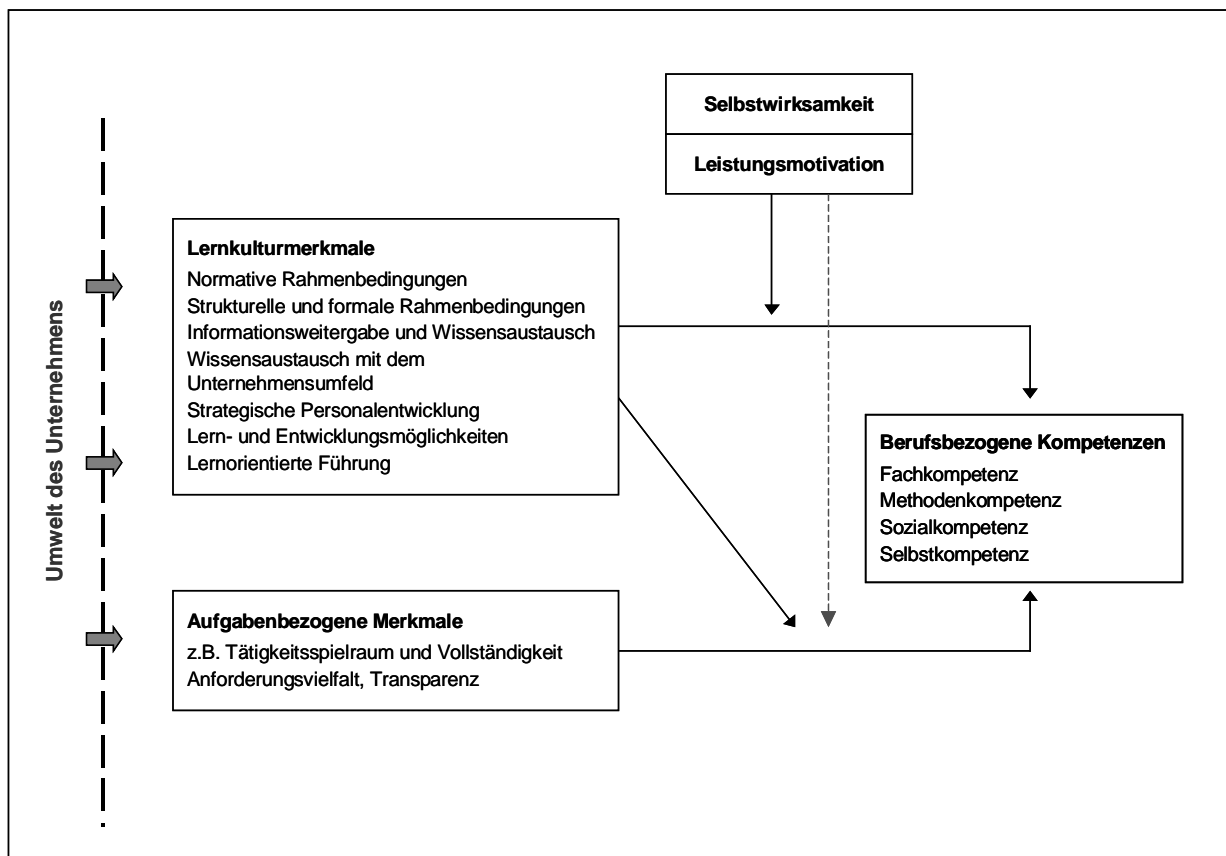 Umwelt des Unternehmens
Selbstwirksamkeit
Leistungsmotivation
Lernkulturmerkmale
Normative Rahmenbedingungen
Strukturelle und formale Rahmenbedingungen
Informationsweitergabe und Wissensaustausch
Wissensaustausch mit dem
Unternehmensumfeld
Strategische Personalentwicklung
Lern- und Entwicklungsmöglichkeiten
Lernorientierte Führung
Aufgabenbezogene Merkmale
z.B. Tätigkeitsspielraum und Vollständigkeit
Anforderungsvielfalt, Transparenz
Berufsbezogene Kompetenzen
Fachkompetenz
Methodenkompetenz
Sozialkompetenz
Selbstkompetenz